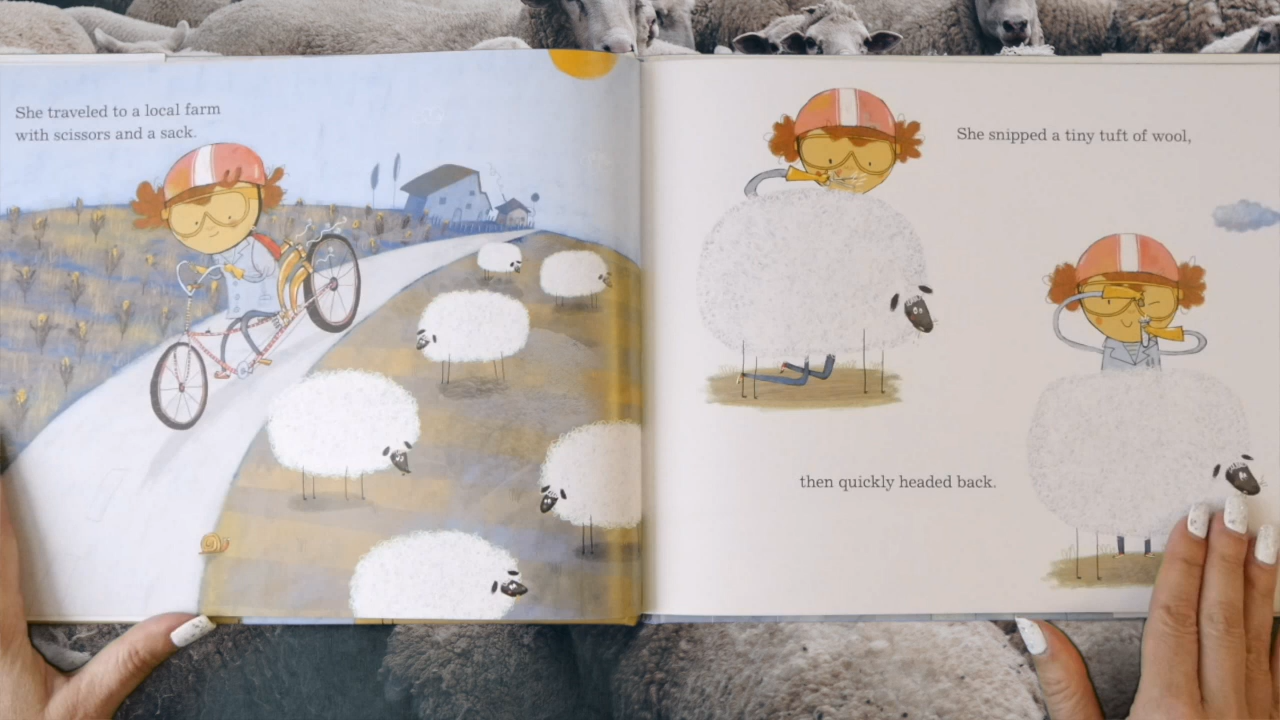 She traveled to a local farm
with scissors and a sack.
She snipped a tiny tuft of wool,
then quickly headed back.